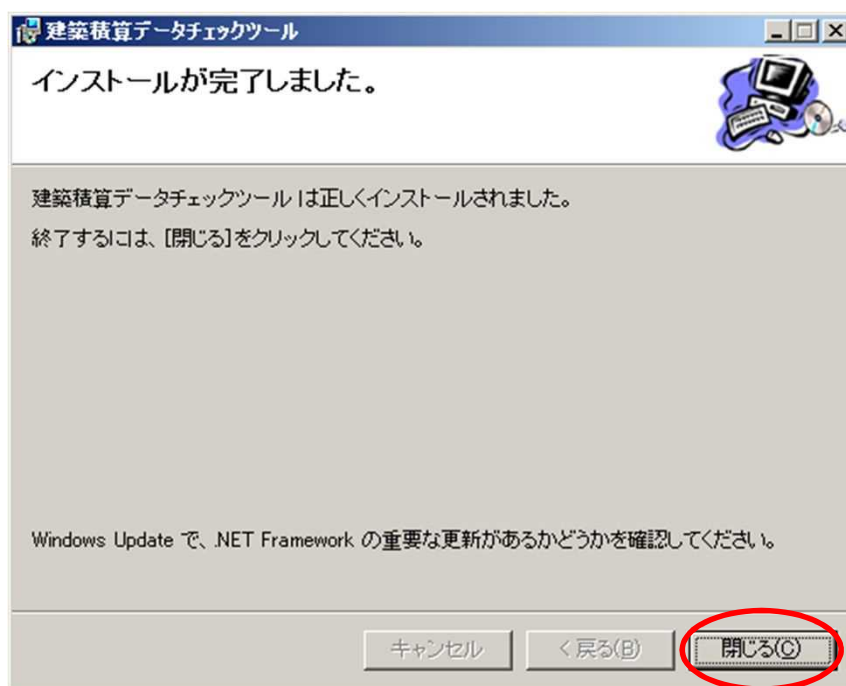 建築積算データチェックツール
インストールが完了しました。
建築積算データチェックツール は正しくインストールされました。
終了するには、[閉じる]をクリックしてください。
Windows Update で、.NET Framework の重要な更新があるかどうかを確認してください。
キャンセル
< 戻る(B)
閉じる(C)